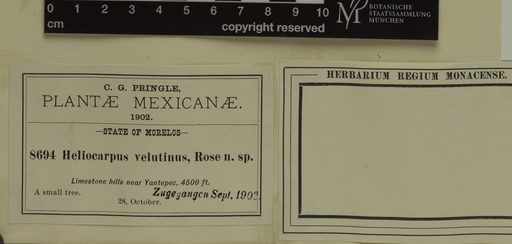 0 1 2 3 4 5 6 7 8 9 10
cm
copyright reserved
BOTANISCHE
STAATSSAMMLUNG
MÜNCHEN
C. G. PRINGLE,
PLANTÆ MEXICANÆ.
1902.
—STATE OF MORELOS—
8694 Heliocarpus velutinus, Rose n. sp.
Limestone hills near Yantepec, 4500 ft.
A small tree.
Zugegangen Sept. 1903.
28, October.
HERBARIUM REGIUM MONACENSE.